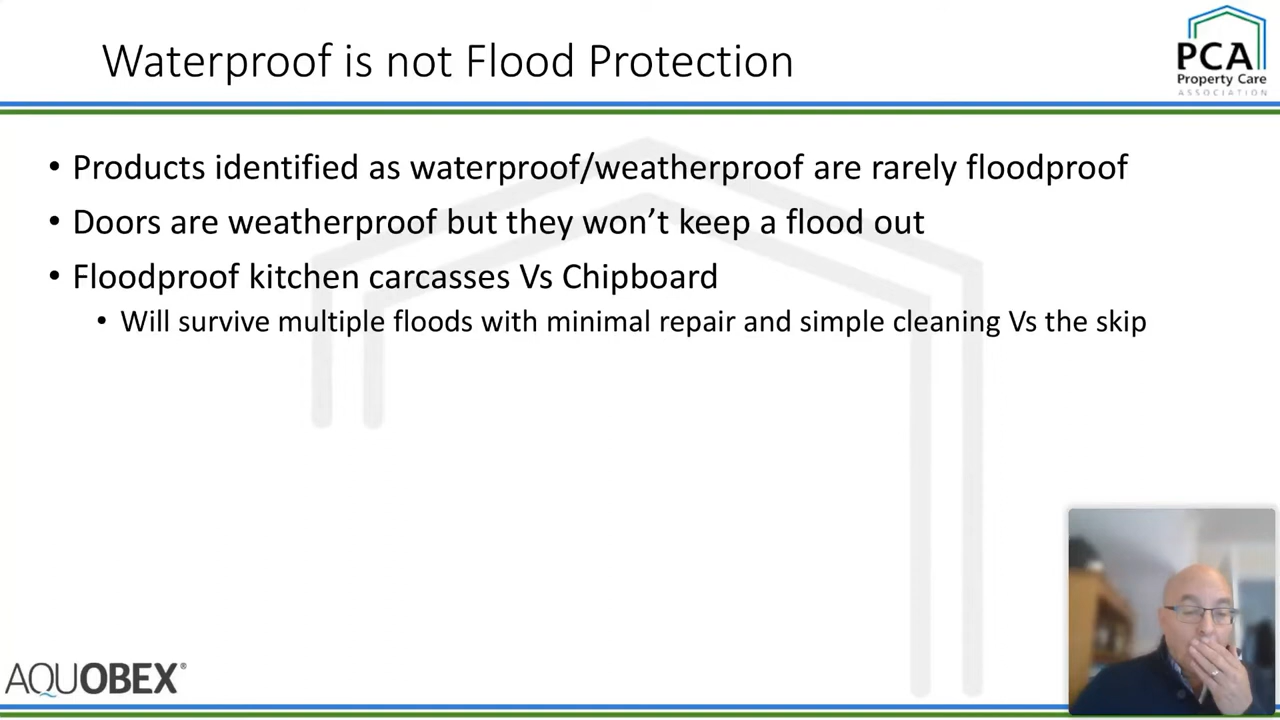 Waterproof is not Flood Protection
PCA
Property Care
ASSOCIATION
• Products identified as waterproof/weatherproof are rarely floodproof
• Doors are weatherproof but they won’t keep a flood out
• Floodproof kitchen carcasses Vs Chipboard
• Will survive multiple floods with minimal repair and simple cleaning Vs the skip
AQUOBEX®